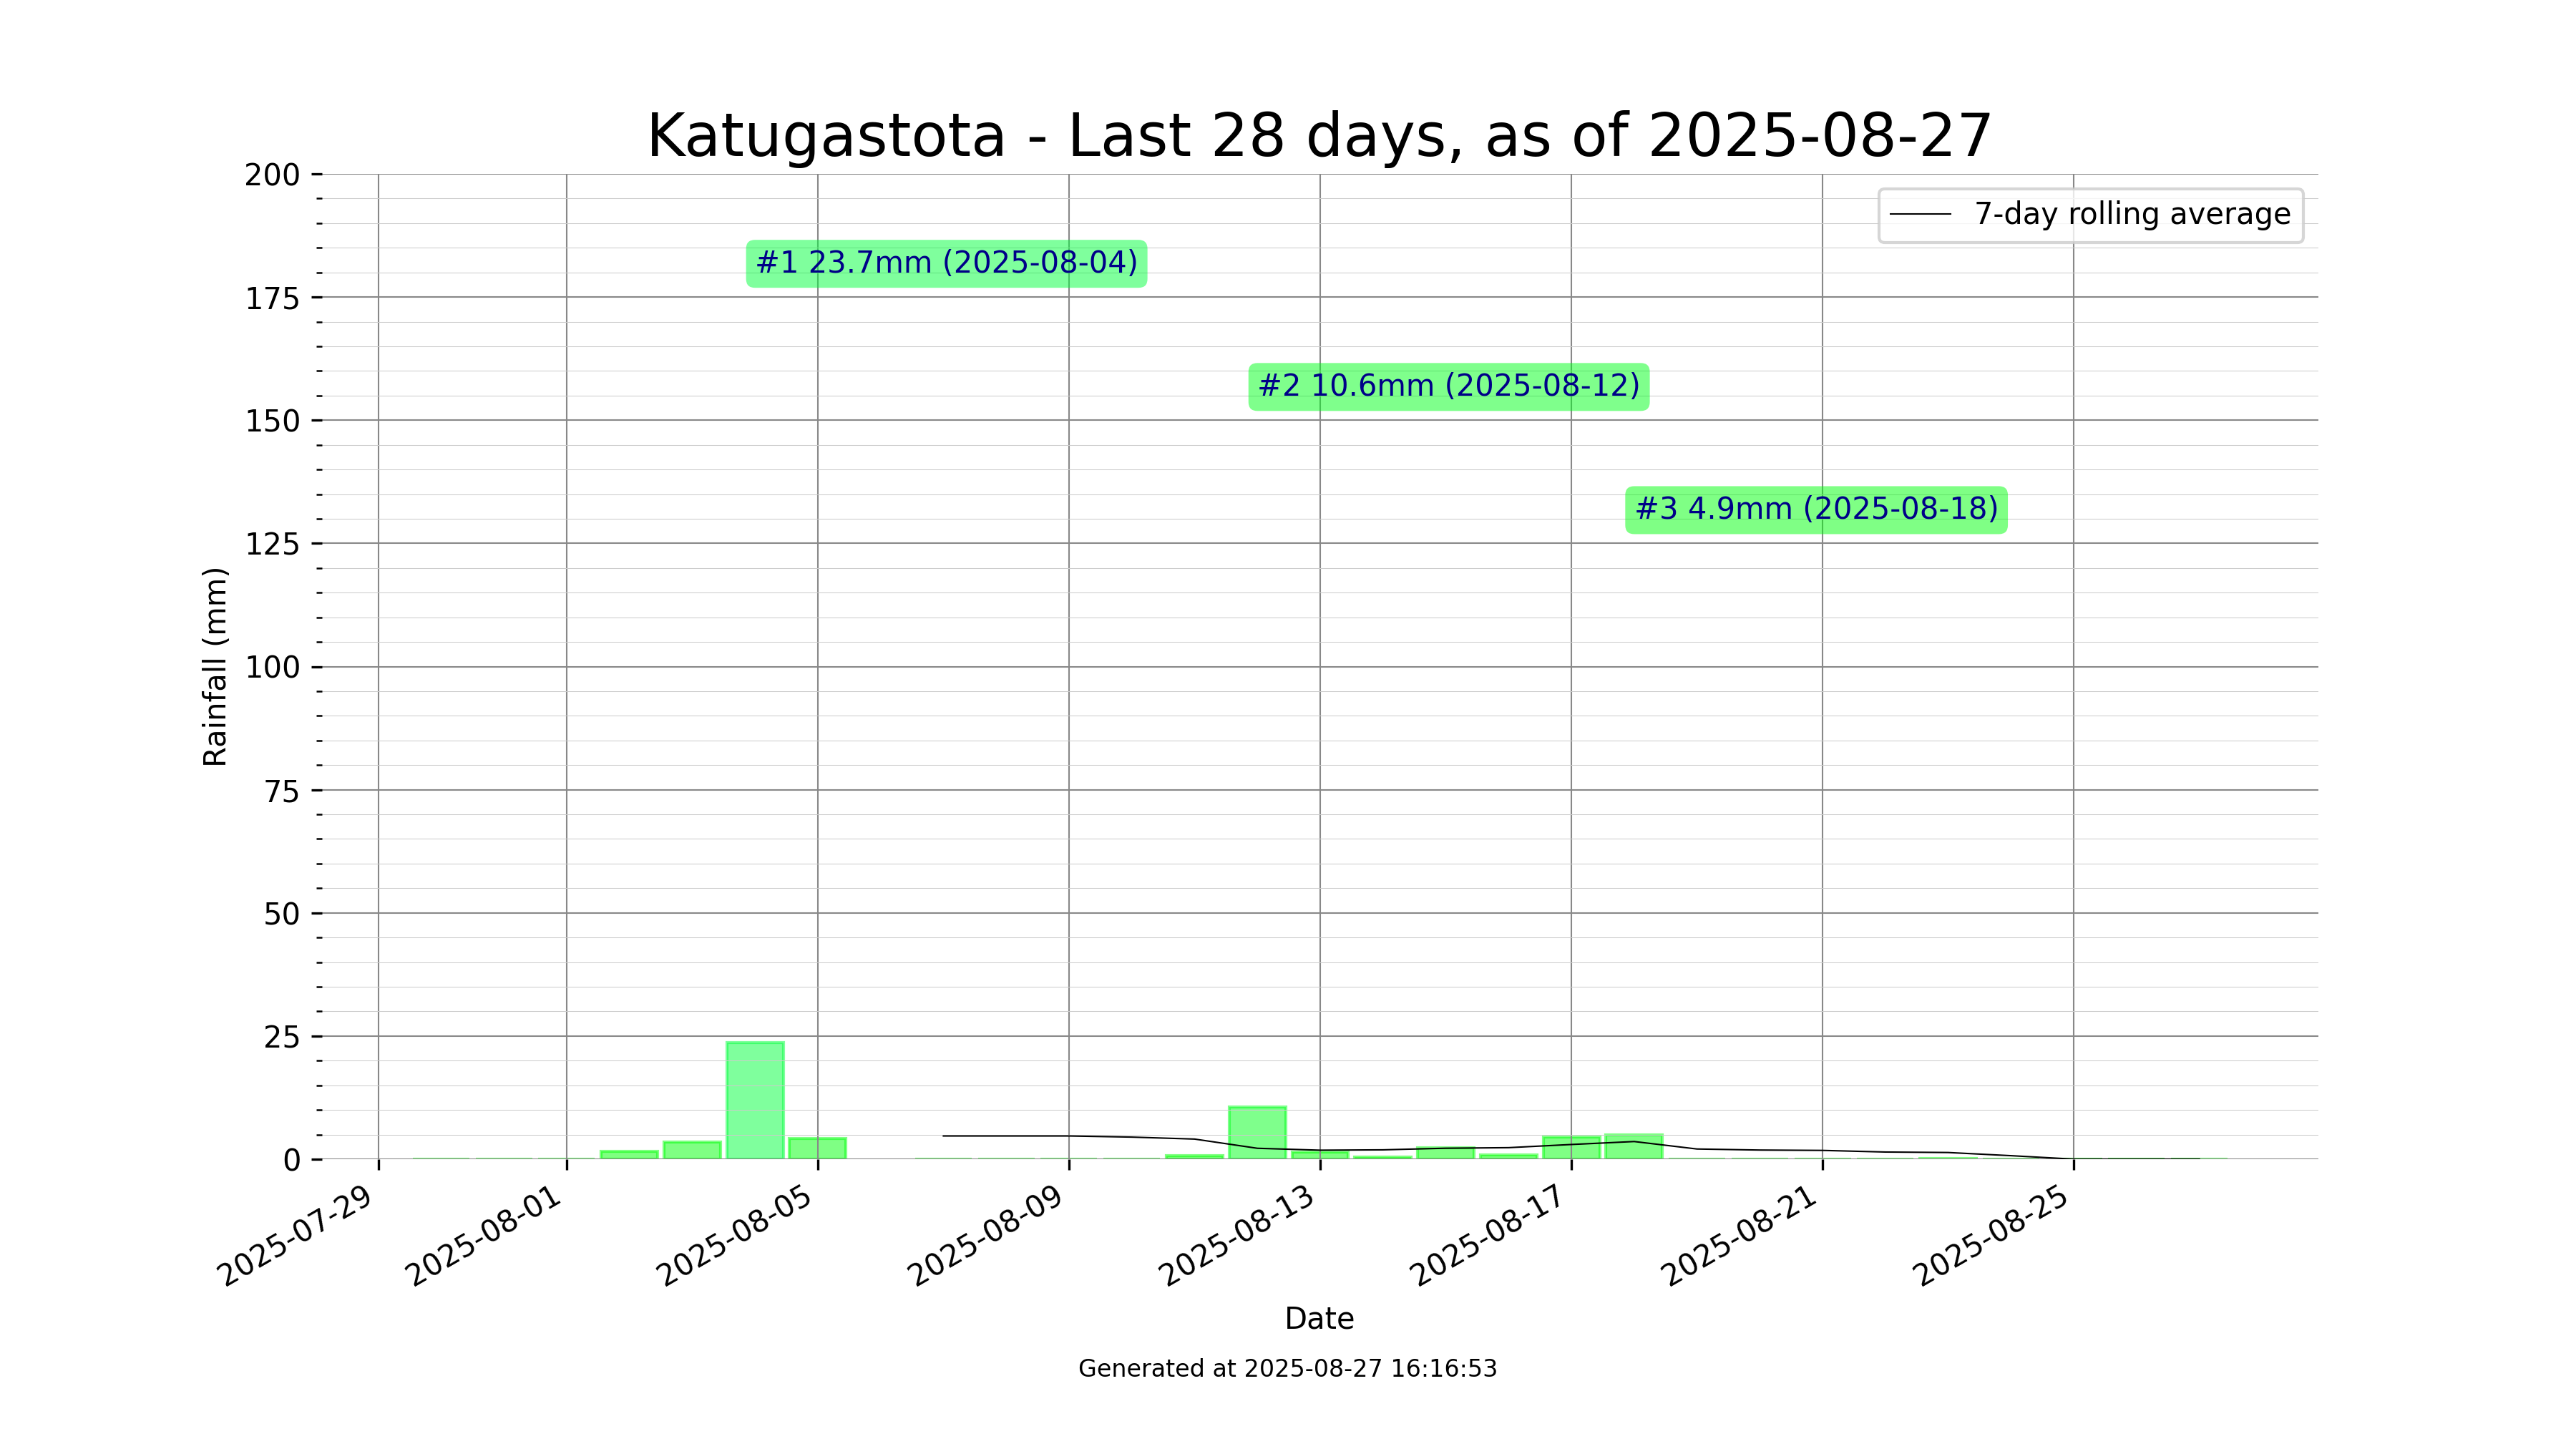 Katugastota - Last 28 days, as of 2025-08-27
7-day rolling average
#1 23.7mm (2025-08-04)
#2 10.6mm (2025-08-12)
#3 4.9mm (2025-08-18)
Rainfall (mm)
200
175
150
125
100
75
50
25
0
2025-07-29
2025-08-01
2025-08-05
2025-08-09
2025-08-13
2025-08-17
2025-08-21
2025-08-25
Date
Generated at 2025-08-27 16:16:53